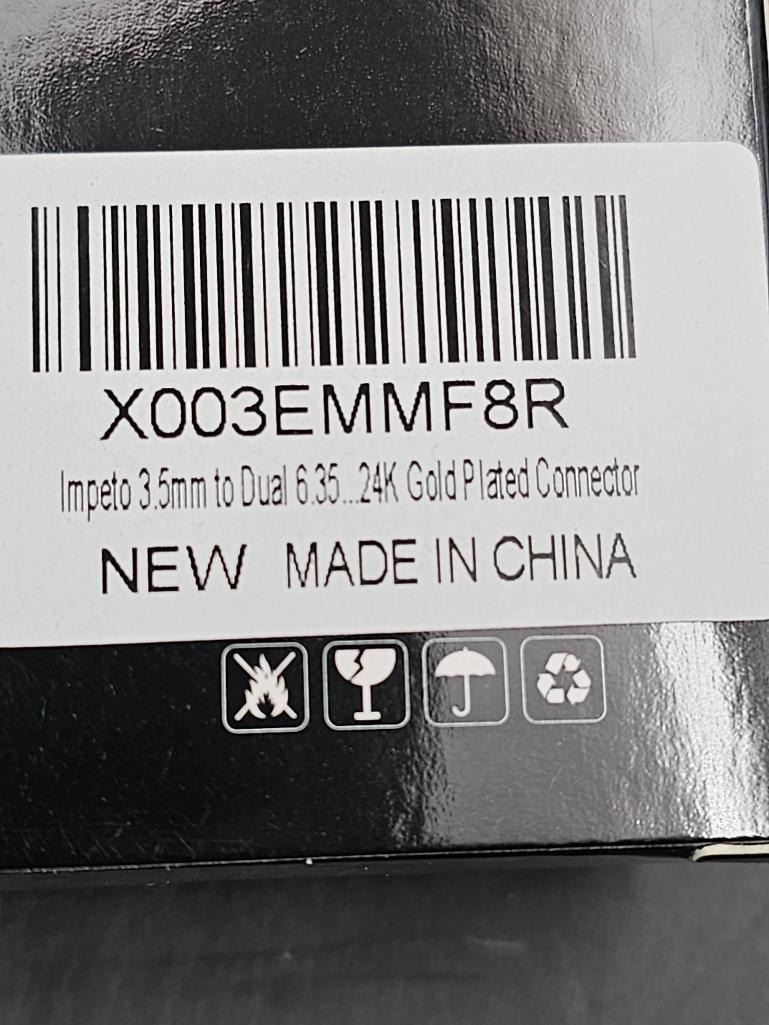 X003EMMF8R
Impeto 3.5mm to Dual 6.35...24K Gold Plated Connector
NEW MADE IN CHINA